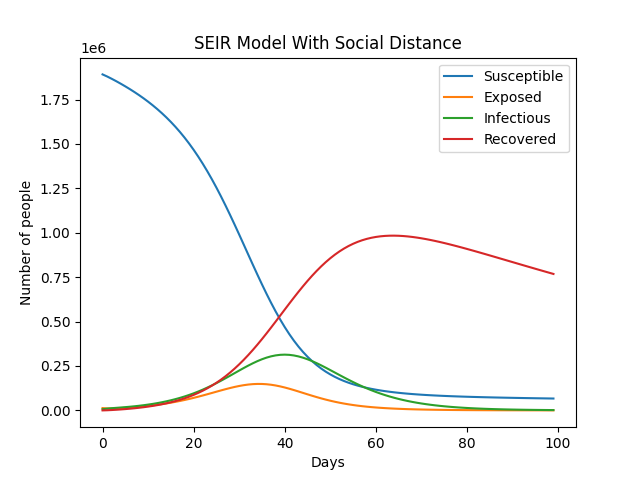 SEIR Model With Social Distance
1e6
Susceptible
Exposed
Infectious
Recovered
Number of people
1.75
1.50
1.25
1.00
0.75
0.50
0.25
0.00
0 20 40 60 80 100
Days